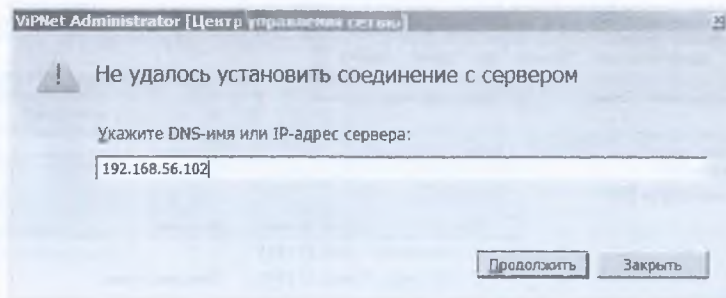 ViPNet Administrator [Центр управления сетью]
Не удалось установить соединение с сервером
Укажите DNS-имя или IP-адрес сервера:
192.168.56.102
Продолжить Закрыть